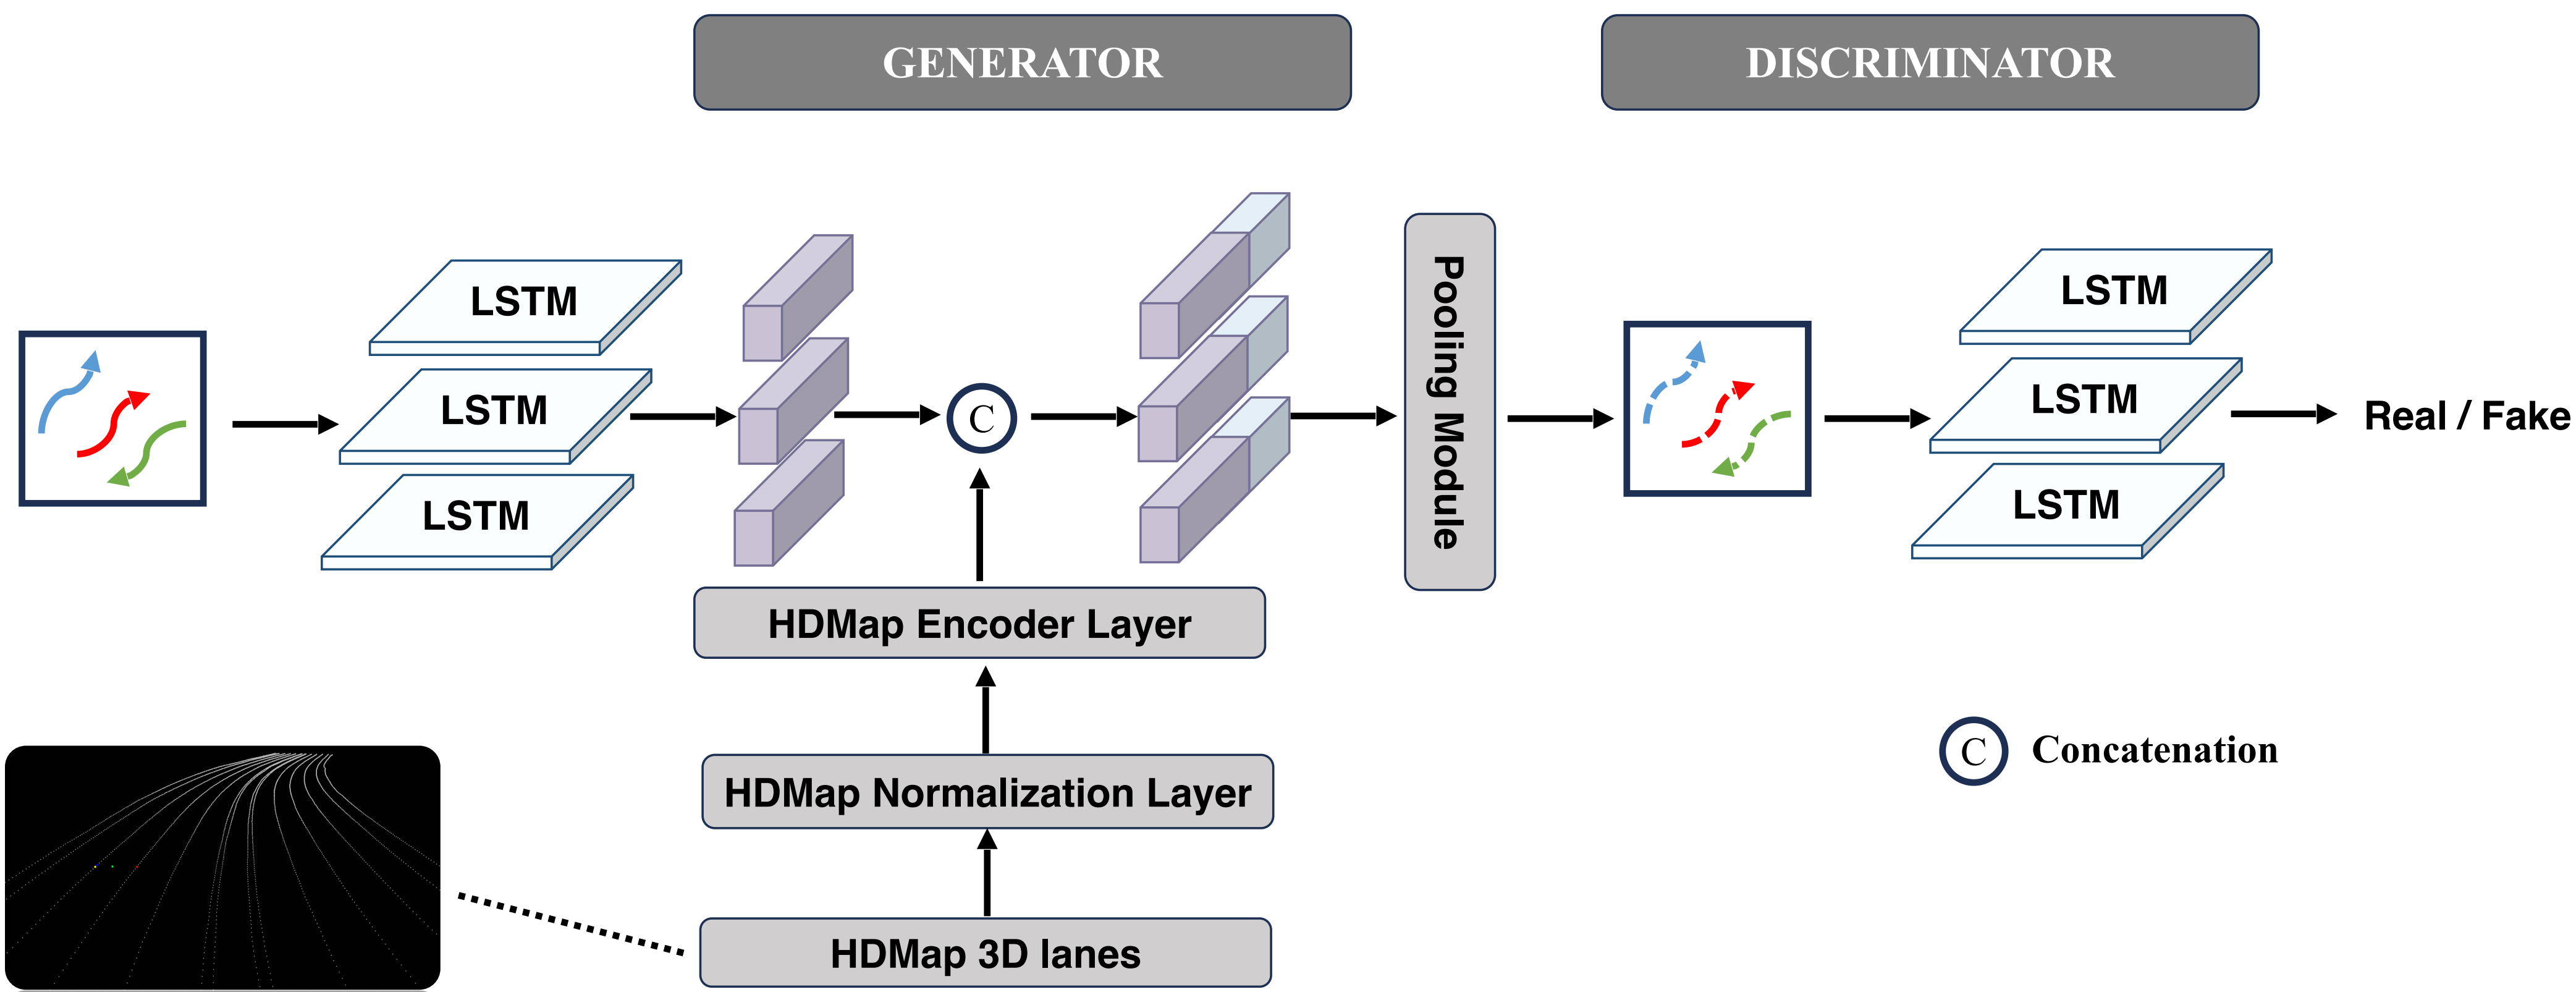 GENERATOR
DISCRIMINATOR
LSTM
LSTM
LSTM
C
Pooling Module
LSTM
LSTM
LSTM
Real / Fake
HDMap Encoder Layer
HDMap Normalization Layer
HDMap 3D lanes
C Concatenation